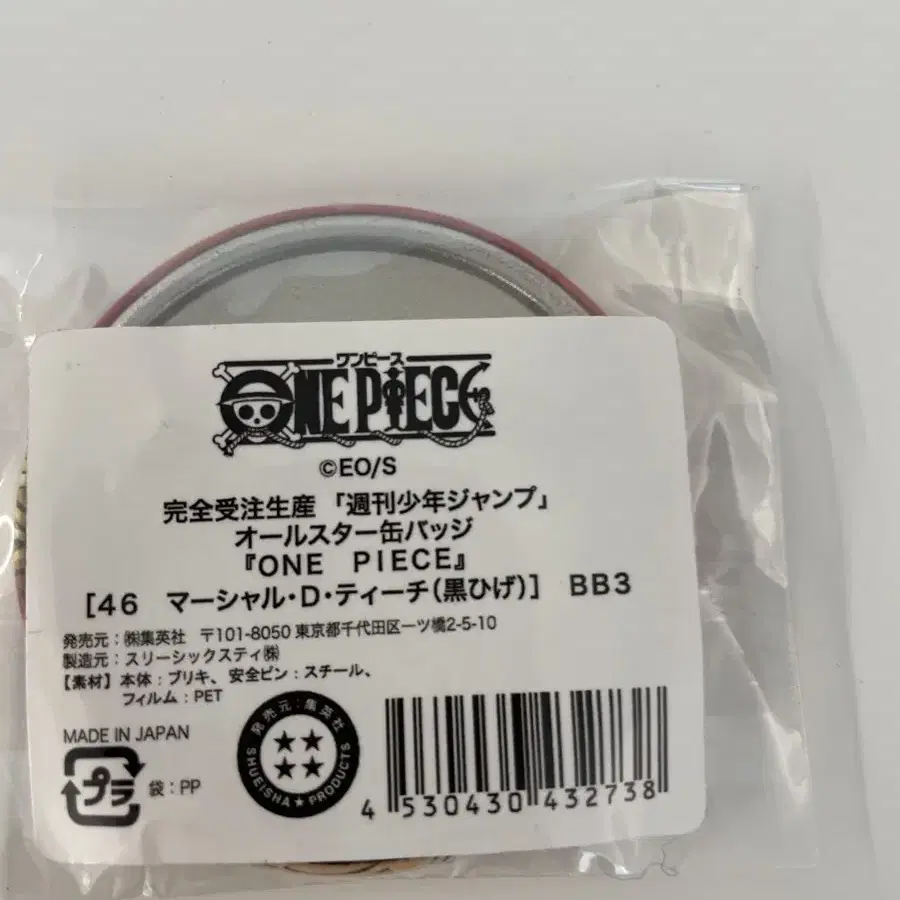 ワンピース
ONE PIECE
©EO/S
完全受注生産 「週刊少年ジャンプ」
オールスター缶バッジ
『ONE PIECE』
[46 マーシャル・D・ティーチ(黒ひげ)] BB3
発売元：㈱集英社 〒101-8050 東京都千代田区一ツ橋2-5-10
製造元：スリーシックスティ㈱
【素材】本体：ブリキ、安全ピン：スチール、
フィルム：PET
MADE IN JAPAN
プラ
袋：PP
発売元：集英社
SHUEISHA★PRODUCTS
4 530430 432738